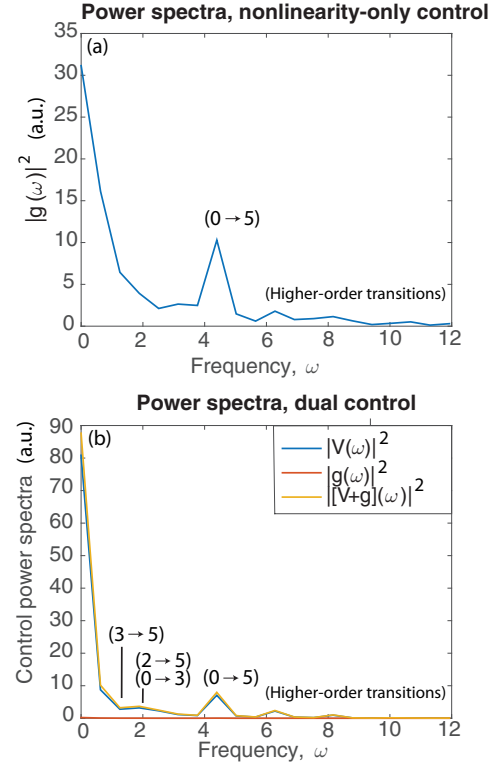 Power spectra, nonlinearity-only control
(a)
35
30
25
20
15
10
5
0
|g (ω)|² (a.u.)
(0 → 5)
(Higher-order transitions)
0 2 4 6 8 10 12
Frequency, ω
Power spectra, dual control
(b)
90
80
70
60
50
40
30
20
10
0
Control power spectra (a.u.)
|V(ω)|²
|g(ω)|²
|[V+g](ω)|²
(3 → 5)
(2 → 5)
(0 → 3)
(0 → 5)
(Higher-order transitions)
0 2 4 6 8 10 12
Frequency, ω